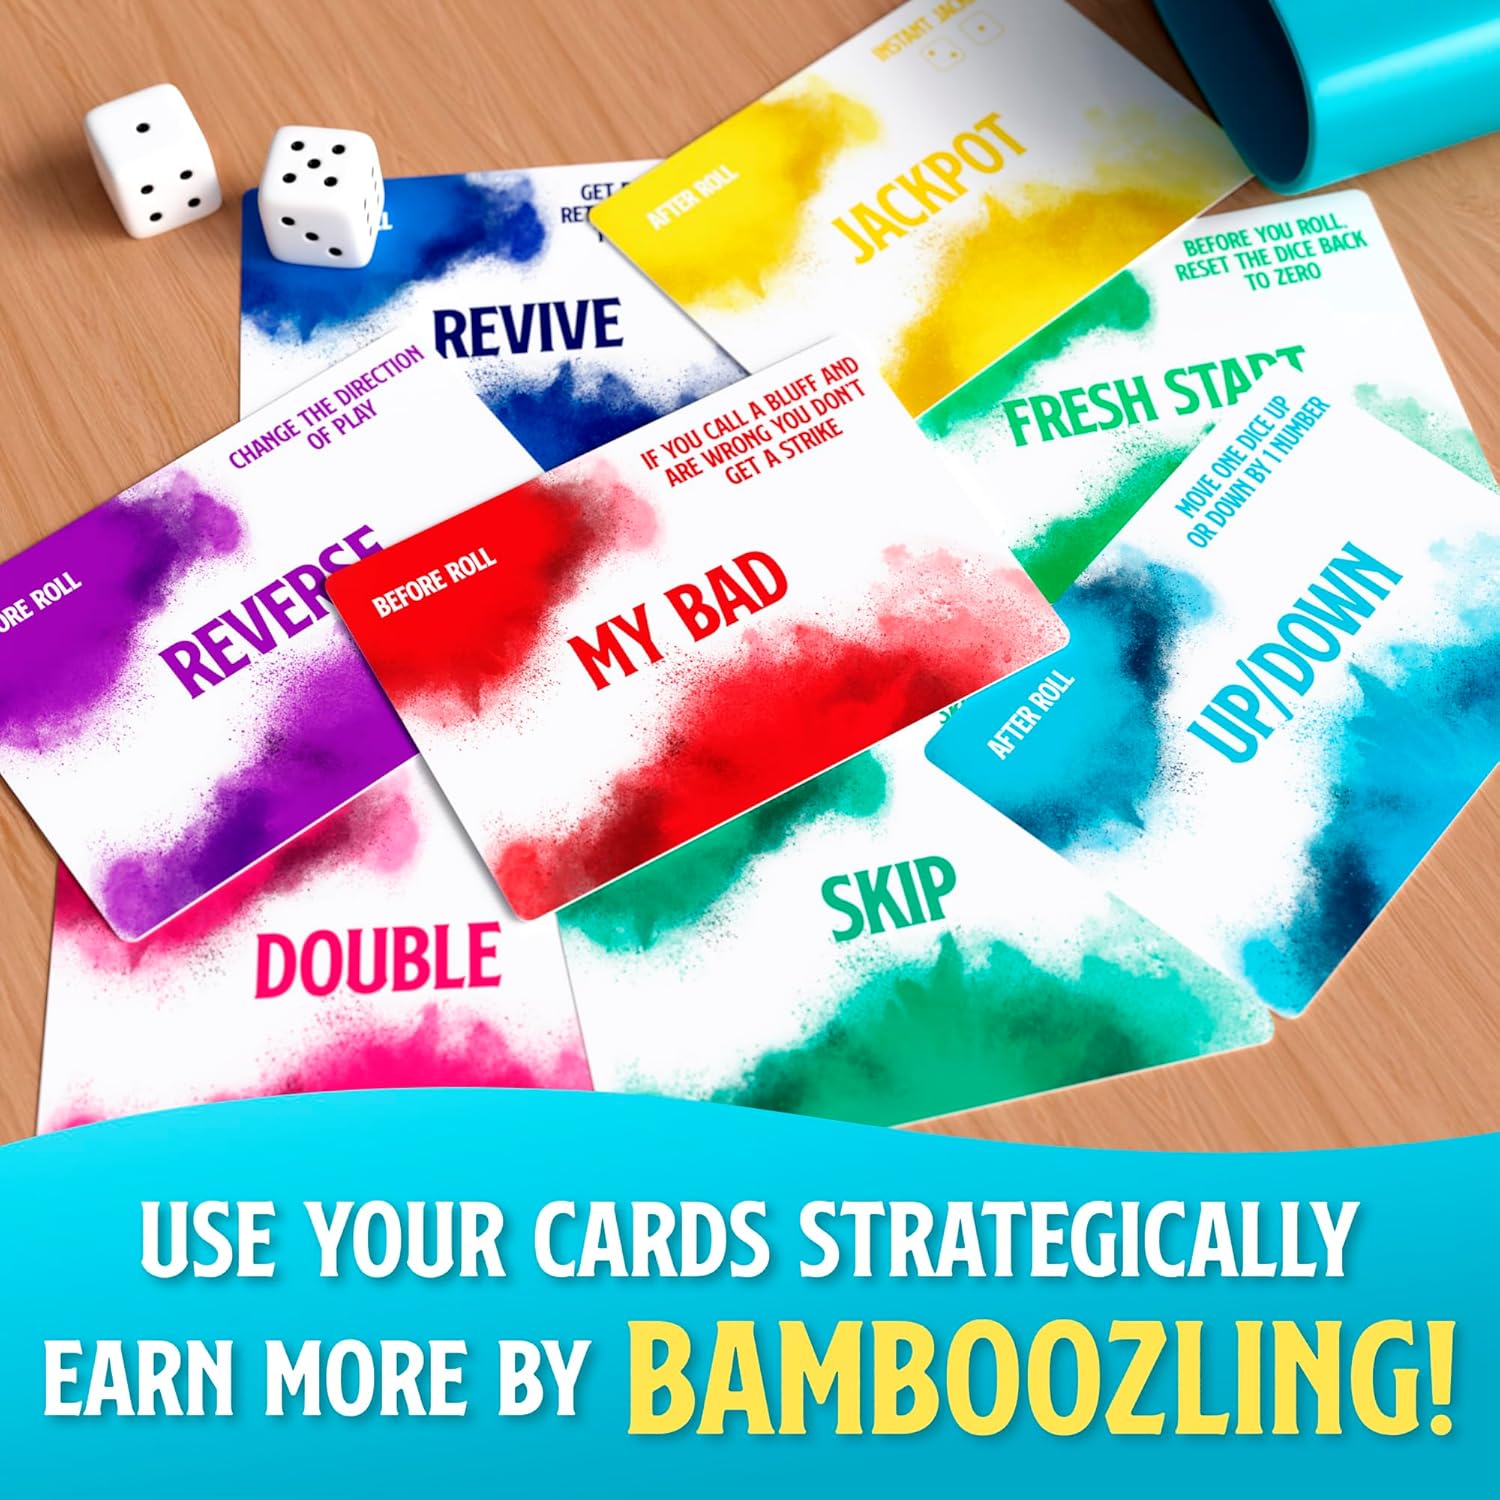 INSTANT
AFTER ROLL
JACKPOT
GET
REVIVE
BEFORE YOU ROLL,
RESET THE DICE BACK
TO ZERO
FRESH START
CHANGE THE DIRECTION
OF PLAY
REVERSE
IF YOU CALL A BLUFF AND
ARE WRONG YOU DON'T
GET A STRIKE
BEFORE ROLL
MY BAD
MOVE ONE DICE UP
OR DOWN BY 1 NUMBER
AFTER ROLL
UP/DOWN
ROLL
DOUBLE
SKIP
USE YOUR CARDS STRATEGICALLY
EARN MORE BY BAMBOOZLING!